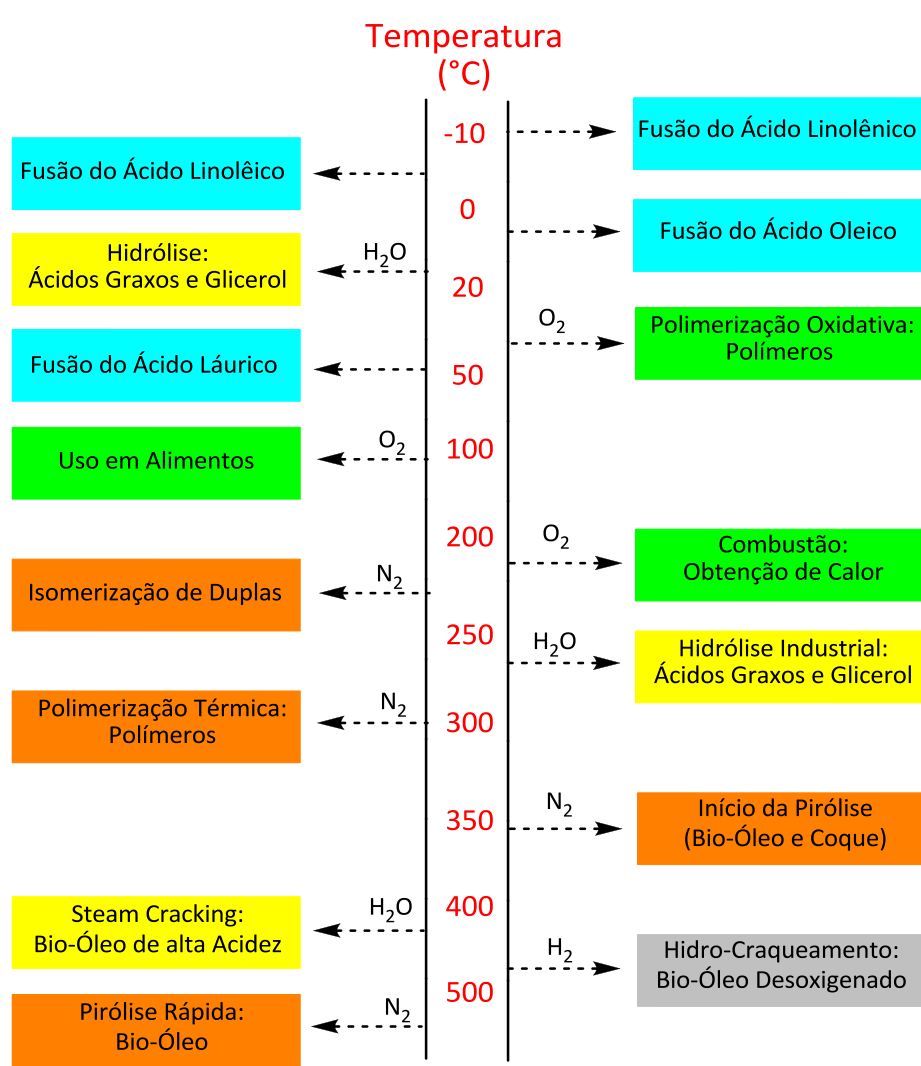 Temperatura
(°C)
-10
Fusão do Ácido Linolênico
Fusão do Ácido Linolêico
0
Fusão do Ácido Oleico
Hidrólise:
Ácidos Graxos e Glicerol
H2O
20
O2
Polimerização Oxidativa:
Polímeros
Fusão do Ácido Láurico
50
Uso em Alimentos
O2
100
200
O2
Combustão:
Obtenção de Calor
Isomerização de Duplas
N2
250
H2O
Hidrólise Industrial:
Ácidos Graxos e Glicerol
Polimerização Térmica:
Polímeros
N2
300
350
N2
Início da Pirólise
(Bio-Óleo e Coque)
Steam Cracking:
Bio-Óleo de alta Acidez
H2O
400
H2
Hidro-Craqueamento:
Bio-Óleo Desoxigenado
500
Pirólise Rápida:
Bio-Óleo
N2